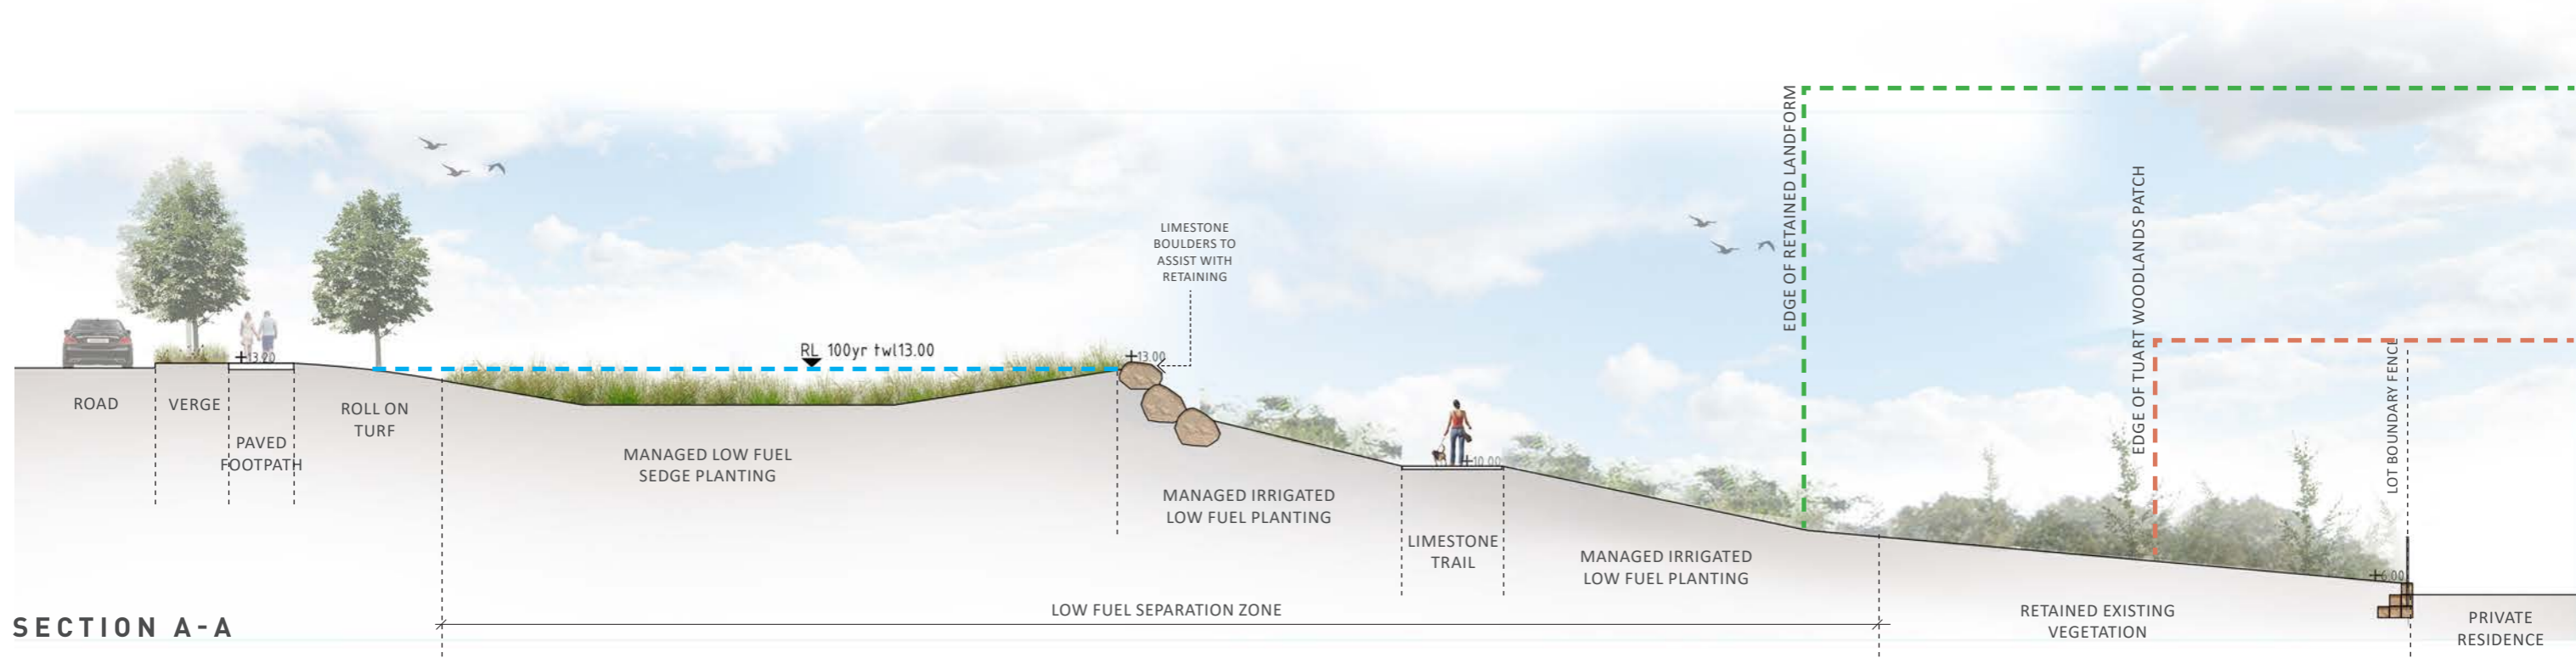 EDGE OF RETAINED LANDFORM
EDGE OF TUART WOODLANDS PATCH
LOT BOUNDARY FENCE
LIMESTONE
BOULDERS TO
ASSIST WITH
RETAINING
RL 100yr twl13.00
+13.20
+13.00
+10.00
+6.00
ROAD
VERGE
PAVED
FOOTPATH
ROLL ON
TURF
MANAGED LOW FUEL
SEDGE PLANTING
MANAGED IRRIGATED
LOW FUEL PLANTING
LIMESTONE
TRAIL
MANAGED IRRIGATED
LOW FUEL PLANTING
LOW FUEL SEPARATION ZONE
RETAINED EXISTING
VEGETATION
PRIVATE
RESIDENCE
SECTION A-A